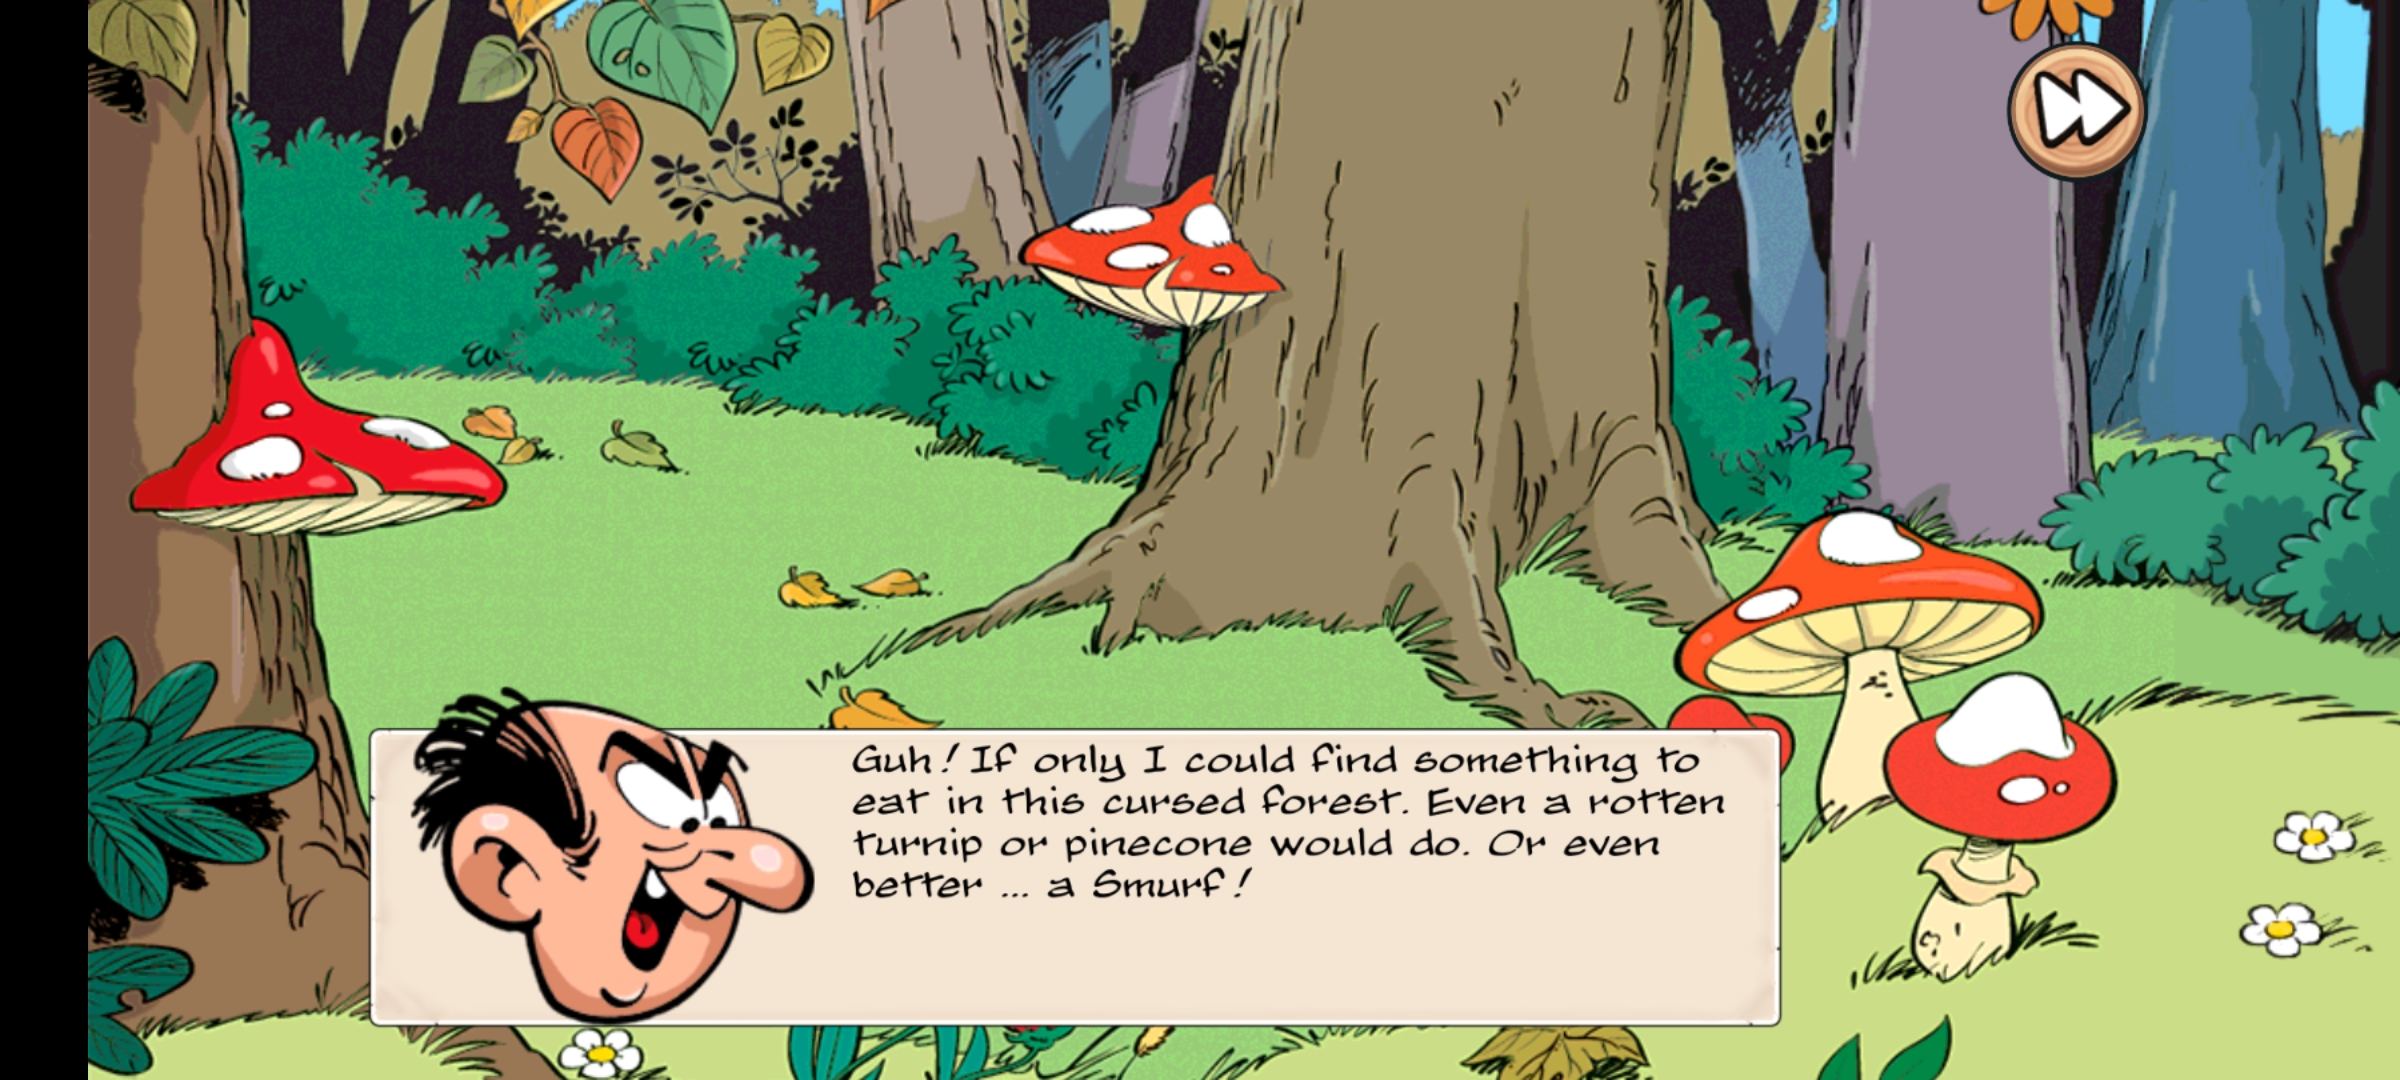 Guh! If only I could find something to
eat in this cursed forest. Even a rotten
turnip or pinecone would do. Or even
better ... a Smurf!